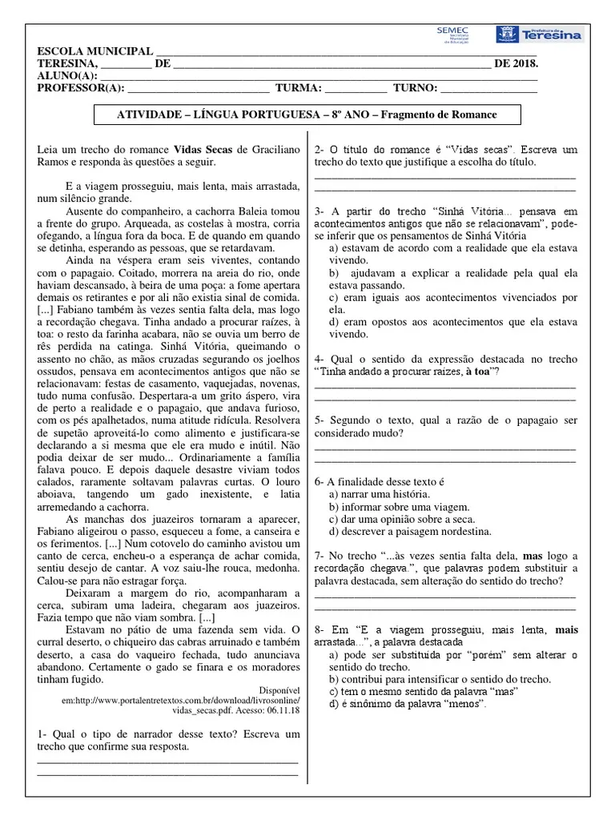 SEMEC
Secretaria
Municipal
de Educação
Prefeitura de
Teresina
ESCOLA MUNICIPAL ___________________________________________________
TERESINA, _________ DE ___________________________________________ DE 2018.
ALUNO(A): ___________________________________________________
PROFESSOR(A): ______________________ TURMA: __________ TURNO: ______________
ATIVIDADE – LÍNGUA PORTUGUESA – 8º ANO – Fragmento de Romance
Leia um trecho do romance Vidas Secas de Graciliano
Ramos e responda às questões a seguir.
E a viagem prosseguiu, mais lenta, mais arrastada,
num silêncio grande.
Ausente do companheiro, a cachorra Baleia tomou
a frente do grupo. Arqueada, as costelas à mostra, corria
ofegando, a língua fora da boca. E de quando em quando
se detinha, esperando as pessoas, que se retardavam.
Ainda na véspera eram seis viventes, contando
com o papagaio. Coitado, morrera na areia do rio, onde
haviam descansado, à beira de uma poça: a fome apertara
demais os retirantes e por ali não existia sinal de comida.
[...] Fabiano também às vezes sentia falta dela, mas logo
a recordação chegava. Tinha andado a procurar raízes, à
toa: o resto da farinha acabara, não se ouvia um berro de
rês perdida na catinga. Sinhá Vitória, queimando o
assento no chão, as mãos cruzadas segurando os joelhos
ossudos, pensava em acontecimentos antigos que não se
relacionavam: festas de casamento, vaquejadas, novenas,
tudo numa confusão. Despertara-a um grito áspero, vira
de perto a realidade e o papagaio, que andava furioso,
com os pés apalhetados, numa atitude ridícula. Resolvera
de supetão aproveitá-lo como alimento e justificara-se
declarando a si mesma que ele era mudo e inútil. Não
podia deixar de ser mudo... Ordinariamente a família
falava pouco. E depois daquele desastre viviam todos
calados, raramente soltavam palavras curtas. O louro
aboiava, tangendo um gado inexistente, e latia
arremedando a cachorra.
As manchas dos juazeiros tornaram a aparecer,
Fabiano aligeirou o passo, esqueceu a fome, a canseira e
os ferimentos. [...] Num cotovelo do caminho avistou um
canto de cerca, encheu-o a esperança de achar comida,
sentiu desejo de cantar. A voz saiu-lhe rouca, medonha.
Calou-se para não estragar força.
Deixaram a margem do rio, acompanharam a
cerca, subiram uma ladeira, chegaram aos juazeiros.
Fazia tempo que não viam sombra. [...]
Estavam no pátio de uma fazenda sem vida. O
curral deserto, o chiqueiro das cabras arruinado e também
deserto, a casa do vaqueiro fechada, tudo anunciava
abandono. Certamente o gado se finara e os moradores
tinham fugido.
Disponível
em:http://www.portalentretextos.com.br/download/livrosonline/
vidas_secas.pdf. Acesso: 06.11.18
1- Qual o tipo de narrador desse texto? Escreva um
trecho que confirme sua resposta.
2- O título do romance é “Vidas secas”. Escreva um
trecho do texto que justifique a escolha do título.
3- A partir do trecho “Sinhá Vitória... pensava em
acontecimentos antigos que não se relacionavam”, pode-
se inferir que os pensamentos de Sinhá Vitória
a) estavam de acordo com a realidade que ela estava
vivendo.
b) ajudavam a explicar a realidade pela qual ela
estava passando.
c) eram iguais aos acontecimentos vivenciados por
ela.
d) eram opostos aos acontecimentos que ela estava
vivendo.
4- Qual o sentido da expressão destacada no trecho
“Tinha andado a procurar raízes, à toa”?
5- Segundo o texto, qual a razão de o papagaio ser
considerado mudo?
6- A finalidade desse texto é
a) narrar uma história.
b) informar sobre uma viagem.
c) dar uma opinião sobre a seca.
d) descrever a paisagem nordestina.
7- No trecho “...às vezes sentia falta dela, mas logo a
recordação chegava.”, que palavras podem substituir a
palavra destacada, sem alteração do sentido do trecho?
8- Em “E a viagem prosseguiu, mais lenta, mais
arrastada...”, a palavra destacada
a) pode ser substituída por “porém” sem alterar o
sentido do trecho.
b) contribui para intensificar o sentido do trecho.
c) tem o mesmo sentido da palavra “mas”
d) é sinônimo da palavra “menos”.